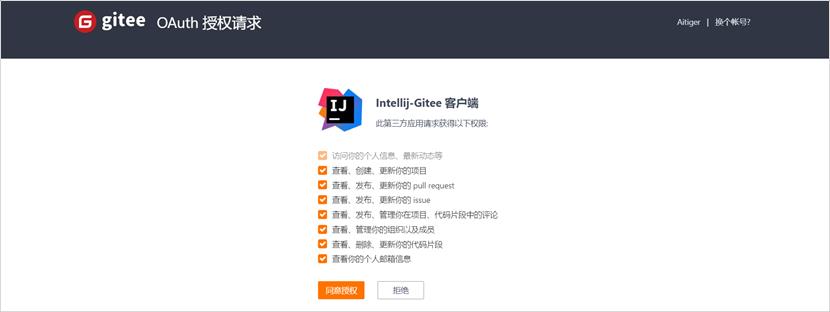 gitee OAuth 授权请求
Aitiger | 换个帐号?
IJ
Intellij-Gitee 客户端
此第三方应用请求获得以下权限:
访问你的个人信息、最新动态等
查看、创建、更新你的项目
查看、发布、更新你的 pull request
查看、发布、更新你的 issue
查看、发布、管理你在项目、代码片段中的评论
查看、管理你的组织以及成员
查看、删除、更新你的代码片段
查看你的个人邮箱信息
同意授权
拒绝